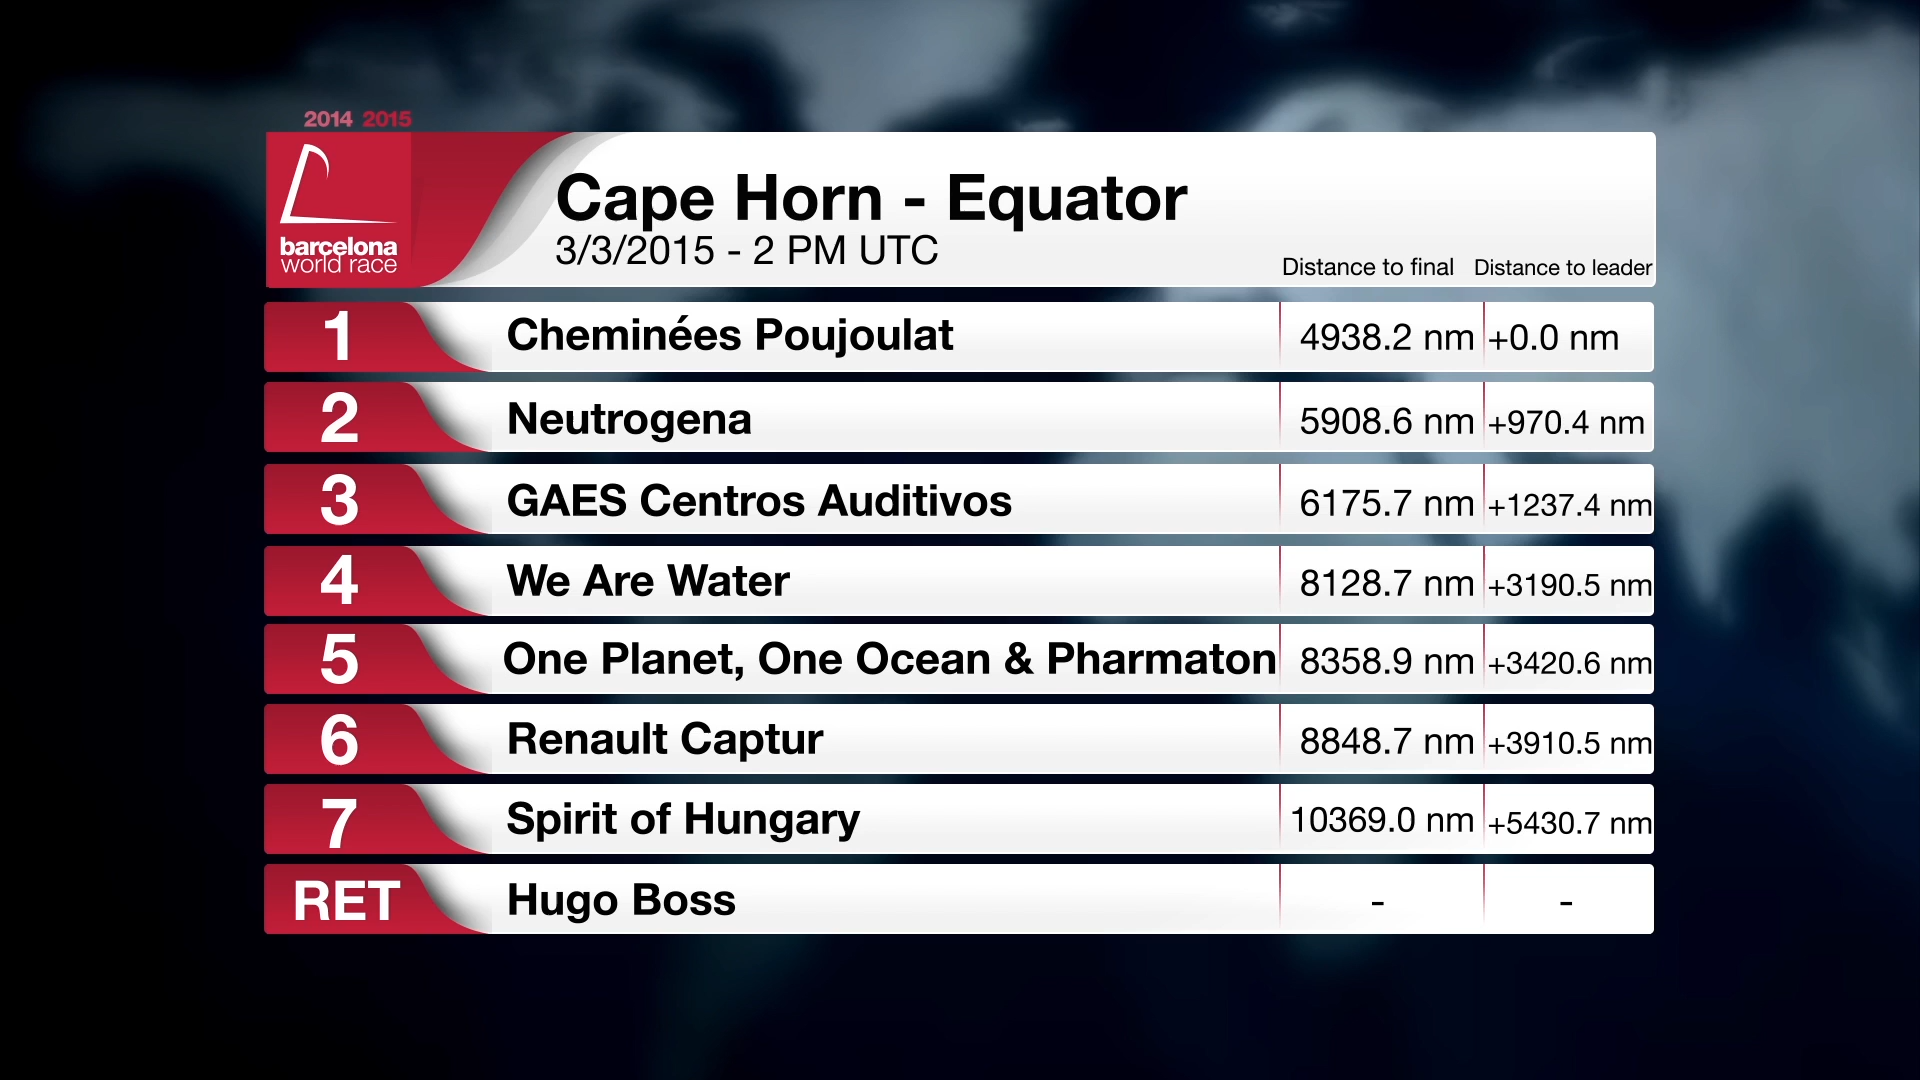 2014 2015
barcelona
world race
Cape Horn - Equator
3/3/2015 - 2 PM UTC
Distance to final Distance to leader
1 Cheminées Poujoulat 4938.2 nm +0.0 nm
2 Neutrogena 5908.6 nm +970.4 nm
3 GAES Centros Auditivos 6175.7 nm +1237.4 nm
4 We Are Water 8128.7 nm +3190.5 nm
5 One Planet, One Ocean & Pharmaton 8358.9 nm +3420.6 nm
6 Renault Captur 8848.7 nm +3910.5 nm
7 Spirit of Hungary 10369.0 nm +5430.7 nm
RET Hugo Boss - -